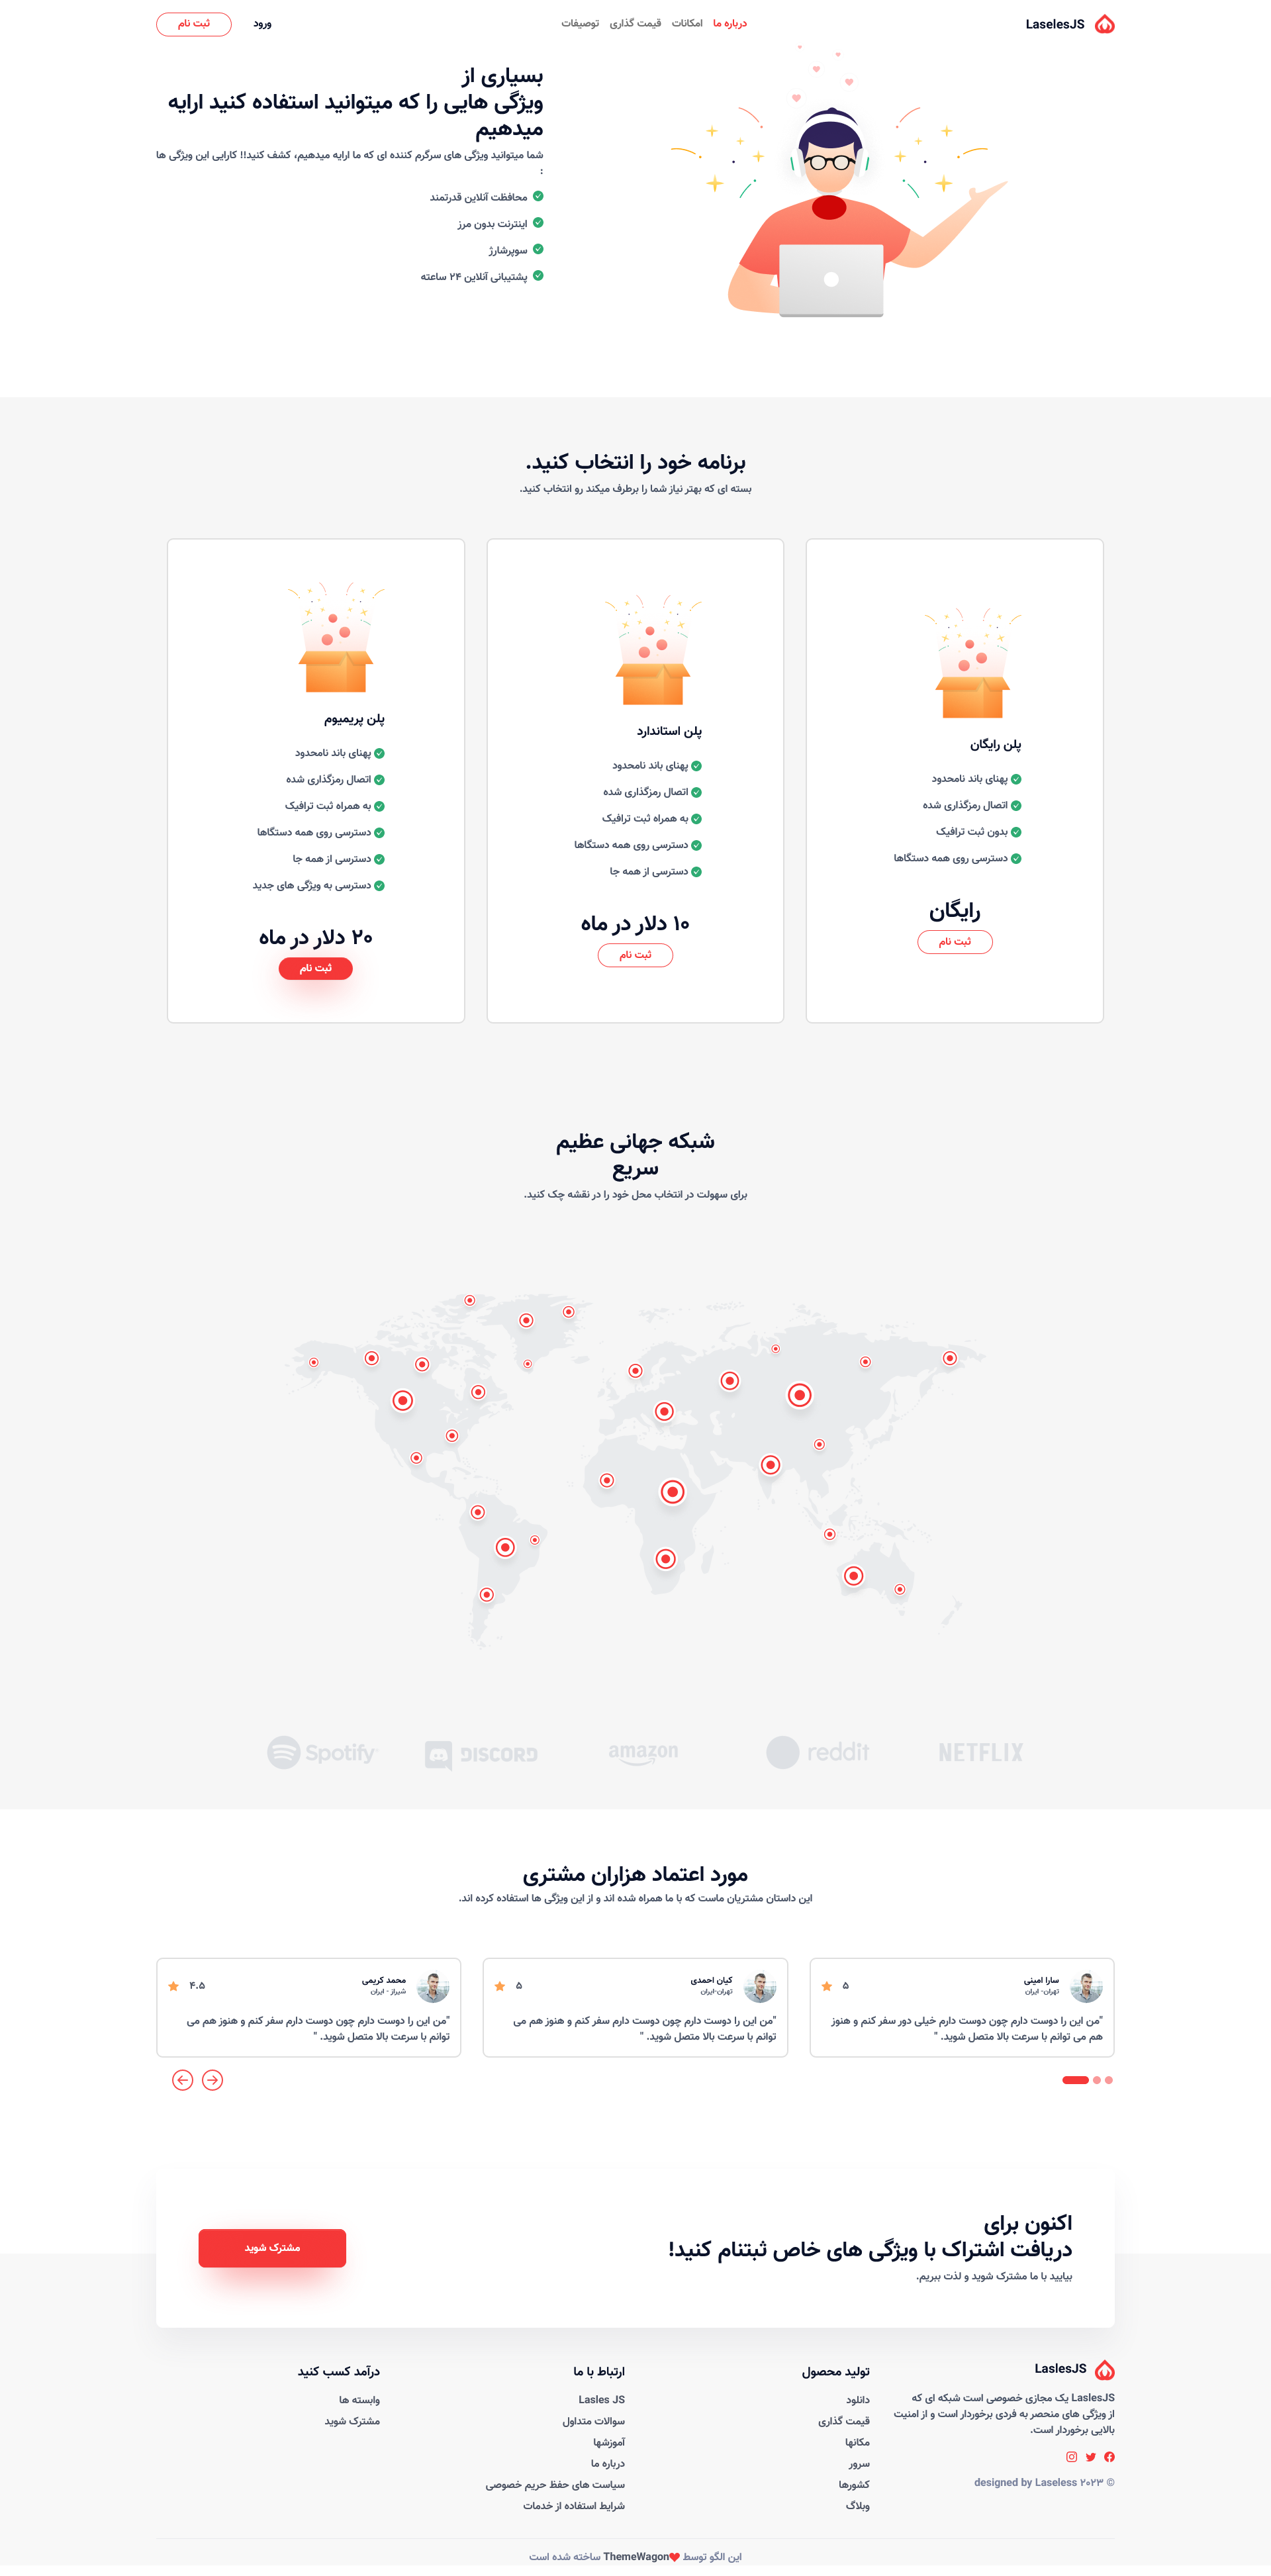 LaselesJS
درباره ما
امکانات
قیمت گذاری
توصیفات
ورود
ثبت نام
بسیاری از
ویژگی هایی را که میتوانید استفاده کنید ارایه
میدهیم
شما میتوانید ویژگی های سرگرم کننده ای که ما ارایه میدهیم، کشف کنید!! کارایی این ویژگی ها
:
محافظت آنلاین قدرتمند
اینترنت بدون مرز
سوپرشارژ
پشتیبانی آنلاین ۲۴ ساعته
برنامه خود را انتخاب کنید.
بسته ای که بهتر نیاز شما را برطرف میکند رو انتخاب کنید.
پلن رایگان
پهنای باند نامحدود
اتصال رمزگذاری شده
بدون ثبت ترافیک
دسترسی روی همه دستگاها
رایگان
ثبت نام
پلن استاندارد
پهنای باند نامحدود
اتصال رمزگذاری شده
به همراه ثبت ترافیک
دسترسی روی همه دستگاها
دسترسی از همه جا
۱۰ دلار در ماه
ثبت نام
پلن پریمیوم
پهنای باند نامحدود
اتصال رمزگذاری شده
به همراه ثبت ترافیک
دسترسی روی همه دستگاها
دسترسی از همه جا
دسترسی به ویژگی های جدید
۲۰ دلار در ماه
ثبت نام
شبکه جهانی عظیم
سریع
برای سهولت در انتخاب محل خود را در نقشه چک کنید.
NETFLIX
reddit
amazon
DISCORD
Spotify
مورد اعتماد هزاران مشتری
این داستان مشتریان ماست که با ما همراه شده اند و از این ویژگی ها استفاده کرده اند.
سارا امینی
تهران- ایران
۵
"من این را دوست دارم چون دوست دارم خیلی دور سفر کنم و هنوز
هم می توانم با سرعت بالا متصل شوید. "
کیان احمدی
تهران-ایران
۵
"من این را دوست دارم چون دوست دارم سفر کنم و هنوز هم می
توانم با سرعت بالا متصل شوید. "
محمد کریمی
شیراز - ایران
۴.۵
"من این را دوست دارم چون دوست دارم سفر کنم و هنوز هم می
توانم با سرعت بالا متصل شوید. "
اکنون برای
دریافت اشتراک با ویژگی های خاص ثبتنام کنید!
بیایید با ما مشترک شوید و لذت ببریم.
مشترک شوید
LaslesJS
LaslesJS یک مجازی خصوصی است شبکه ای که
از ویژگی های منحصر به فردی برخوردار است و از امنیت
بالایی برخوردار است.
© ۲۰۲۳ designed by Laseless
تولید محصول
دانلود
قیمت گذاری
مکانها
سرور
کشورها
وبلاگ
ارتباط با ما
Lasles JS
سوالات متداول
آموزشها
درباره ما
سیاست های حفظ حریم خصوصی
شرایط استفاده از خدمات
درآمد کسب کنید
وابسته ها
مشترک شوید
این الگو توسط ThemeWagon ساخته شده است